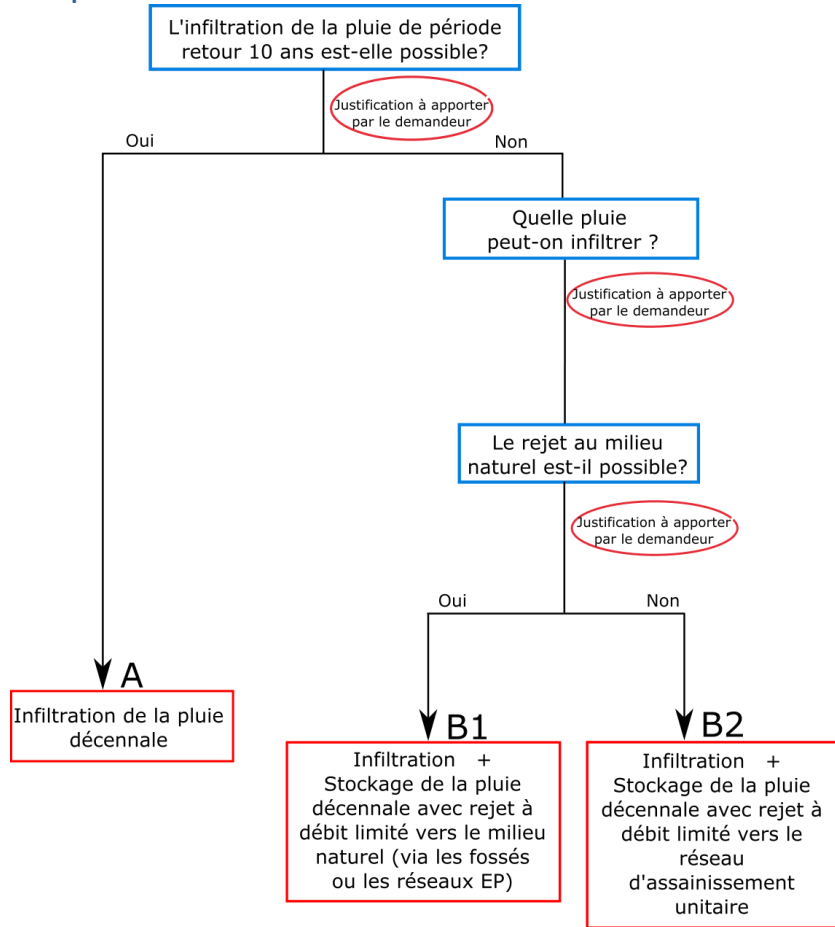 L'infiltration de la pluie de période
retour 10 ans est-elle possible?
Justification à apporter
par le demandeur
Oui
Non
Quelle pluie
peut-on infiltrer ?
Justification à apporter
par le demandeur
Le rejet au milieu
naturel est-il possible?
Justification à apporter
par le demandeur
Oui
Non
A
Infiltration de la pluie
décennale
B1
Infiltration +
Stockage de la pluie
décennale avec rejet à
débit limité vers le milieu
naturel (via les fossés
ou les réseaux EP)
B2
Infiltration +
Stockage de la pluie
décennale avec rejet à
débit limité vers le
réseau
d'assainissement
unitaire